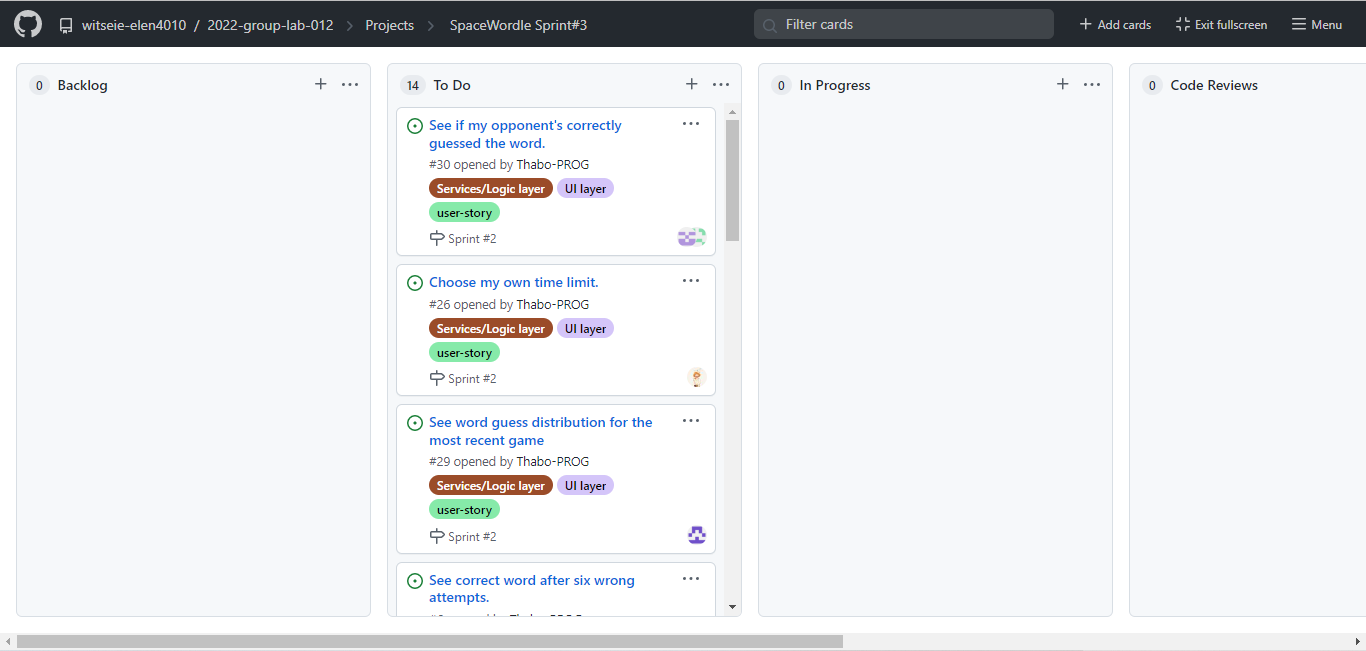 witseie-elen4010 / 2022-group-lab-012 Projects SpaceWordle Sprint#3 Filter cards Add cards Exit fullscreen Menu
0 Backlog
14 To Do
See if my opponent's correctly
guessed the word.
#30 opened by Thabo-PROG
Services/Logic layer UI layer
user-story
Sprint #2
Choose my own time limit.
#26 opened by Thabo-PROG
Services/Logic layer UI layer
user-story
Sprint #2
See word guess distribution for the
most recent game
#29 opened by Thabo-PROG
Services/Logic layer UI layer
user-story
Sprint #2
See correct word after six wrong
attempts.
0 In Progress
0 Code Reviews